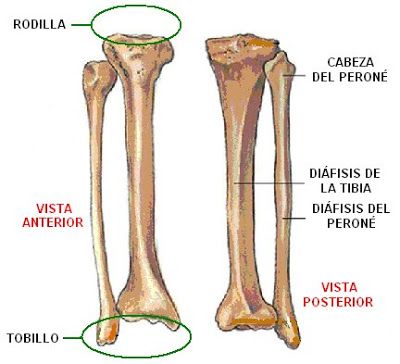 RODILLA
CABEZA
DEL PERONÉ
DIÁFISIS DE
LA TIBIA
VISTA
ANTERIOR
DIÁFISIS DEL
PERONÉ
VISTA
POSTERIOR
TOBILLO